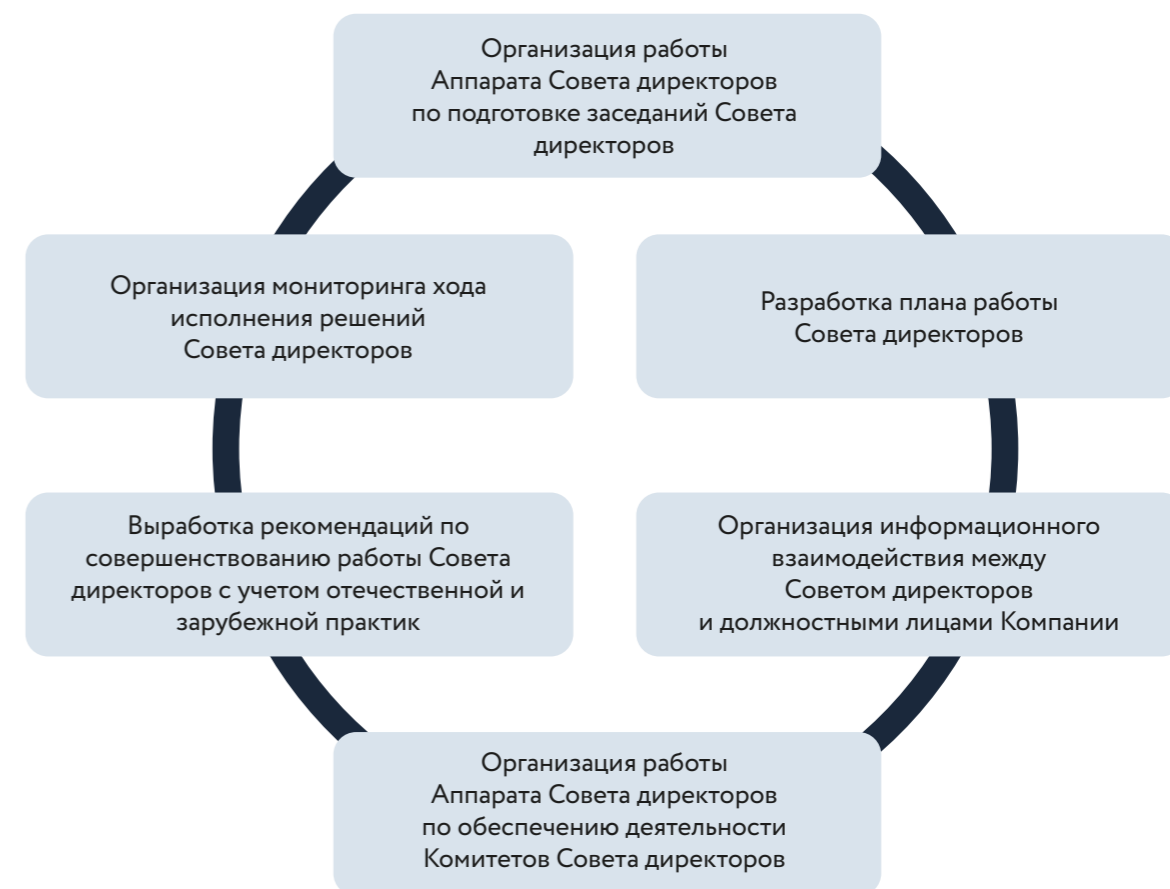 Организация работы
Аппарата Совета директоров
по подготовке заседаний Совета
директоров
Организация мониторинга хода
исполнения решений
Совета директоров
Разработка плана работы
Совета директоров
Выработка рекомендаций по
совершенствованию работы Совета
директоров с учетом отечественной и
зарубежной практик
Организация информационного
взаимодействия между
Советом директоров
и должностными лицами Компании
Организация работы
Аппарата Совета директоров
по обеспечению деятельности
Комитетов Совета директоров